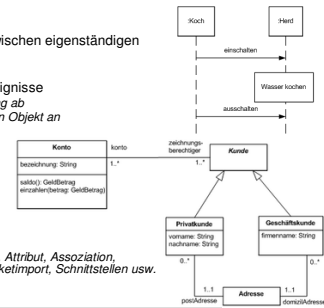 :Koch
:Herd
wischen eigenständigen
einschalten
ignisse
Wasser kochen
ng ab
n Objekt an
ausschalten
Konto
konto
zeichnungs-
berechtiger
Kunde
bezeichnung: String
1..*
1..*
saldo(): GeldBetrag
einzahlen(betrag: GeldBetrag)
Privatkunde
Geschäftskunde
vorname: String
firmenname: String
nachname: String
, Attribut, Assoziation,
0..*
0..*
ketimport, Schnittstellen usw.
1..1
1..1
Adresse
postAdresse
domizilAdresse